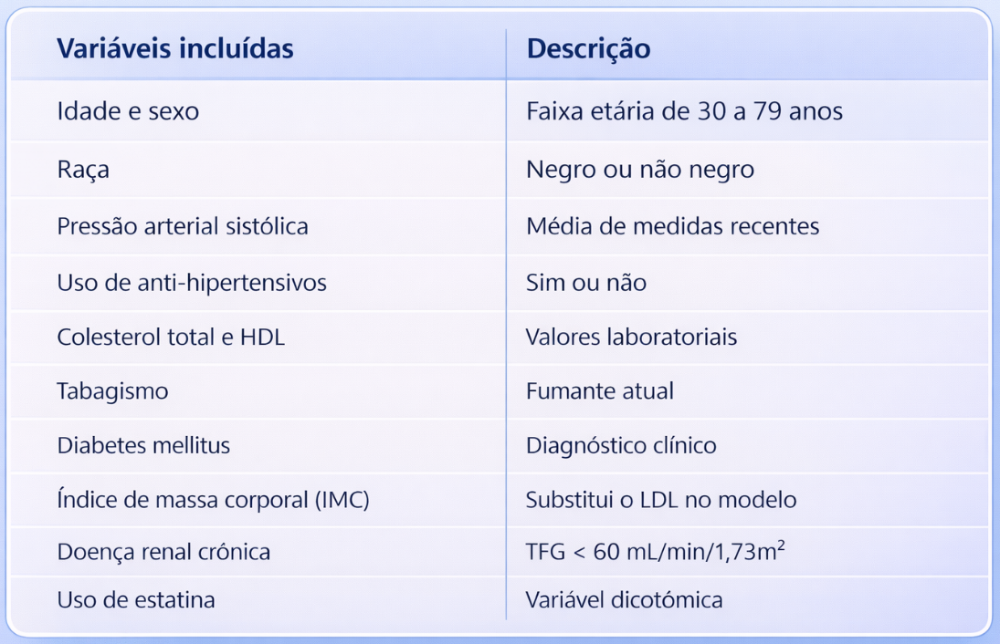 Variáveis incluídas Descrição
Idade e sexo Faixa etária de 30 a 79 anos
Raça Negro ou não negro
Pressão arterial sistólica Média de medidas recentes
Uso de anti-hipertensivos Sim ou não
Colesterol total e HDL Valores laboratoriais
Tabagismo Fumante atual
Diabetes mellitus Diagnóstico clínico
Índice de massa corporal (IMC) Substitui o LDL no modelo
Doença renal crónica TFG < 60 mL/min/1,73m²
Uso de estatina Variável dicotómica